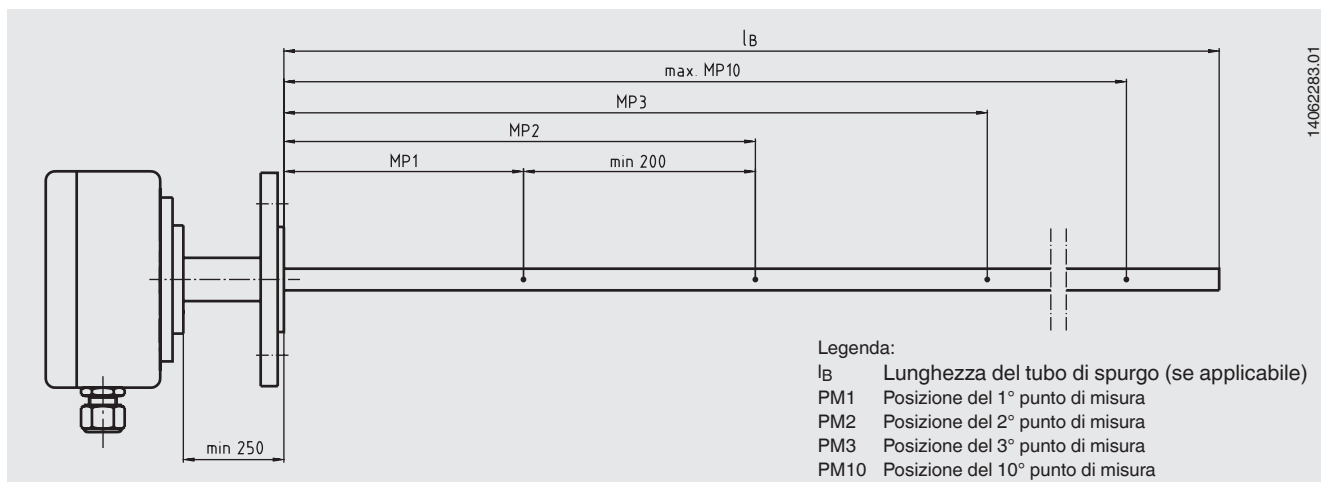 lB
max. MP10
MP3
MP2
MP1
min 200
min 250
14062283.01
Legenda:
lB Lunghezza del tubo di spurgo (se applicabile)
PM1 Posizione del 1° punto di misura
PM2 Posizione del 2° punto di misura
PM3 Posizione del 3° punto di misura
PM10 Posizione del 10° punto di misura